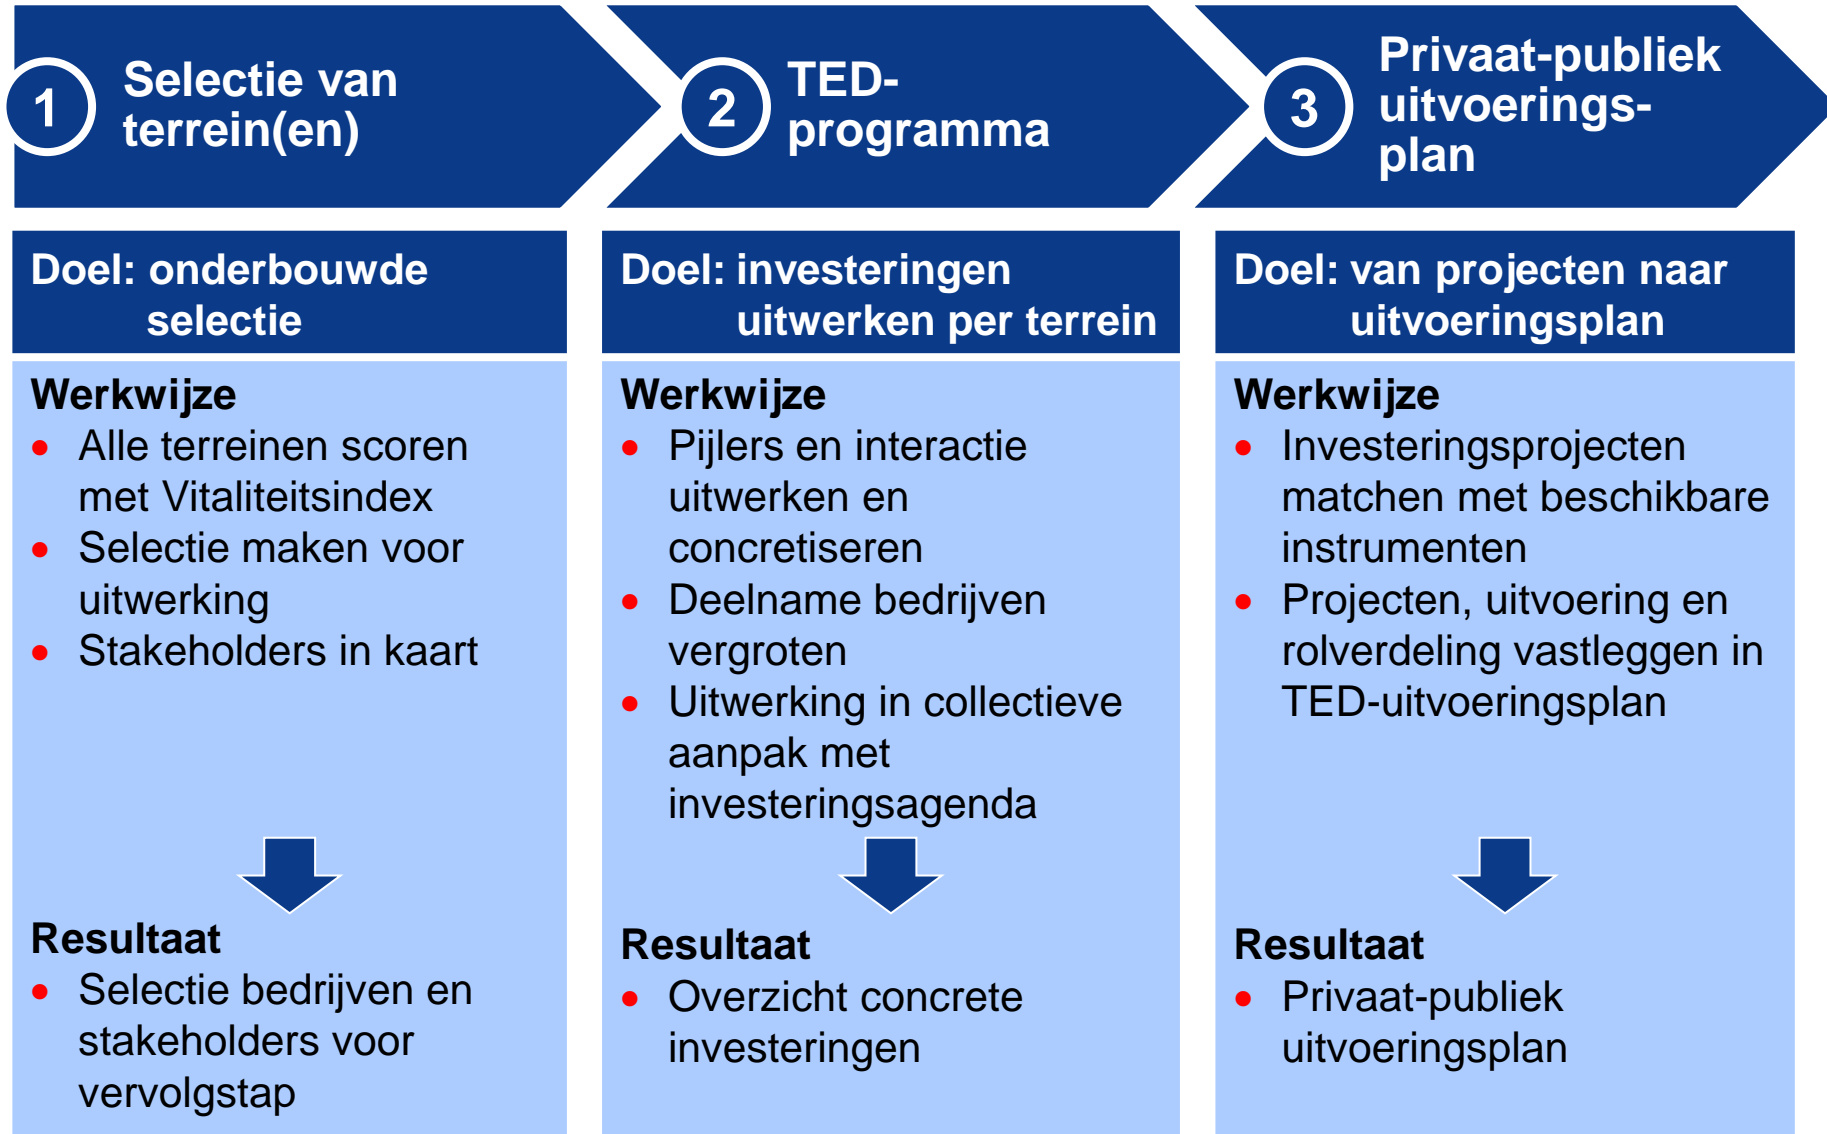 1
Selectie van
terrein(en)
2
TED-
programma
3
Privaat-publiek
uitvoerings-
plan
Doel: onderbouwde
selectie
Werkwijze
• Alle terreinen scoren
met Vitaliteitsindex
• Selectie maken voor
uitwerking
• Stakeholders in kaart
Resultaat
• Selectie bedrijven en
stakeholders voor
vervolgstap
Doel: investeringen
uitwerken per terrein
Werkwijze
• Pijlers en interactie
uitwerken en
concretiseren
• Deelname bedrijven
vergroten
• Uitwerking in collectieve
aanpak met
investeringsagenda
Resultaat
• Overzicht concrete
investeringen
Doel: van projecten naar
uitvoeringsplan
Werkwijze
• Investeringsprojecten
matchen met beschikbare
instrumenten
• Projecten, uitvoering en
rolverdeling vastleggen in
TED-uitvoeringsplan
Resultaat
• Privaat-publiek
uitvoeringsplan